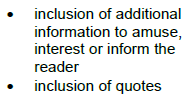 • inclusion of additional
information to amuse,
interest or inform the
reader
• inclusion of quotes